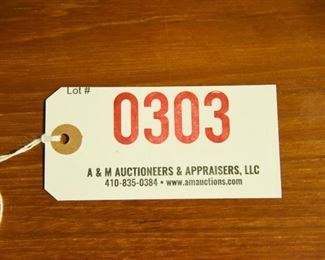 Lot #
0303
A & M AUCTIONEERS & APPRAISERS, LLC
410-835-0384 • www.amauctions.com